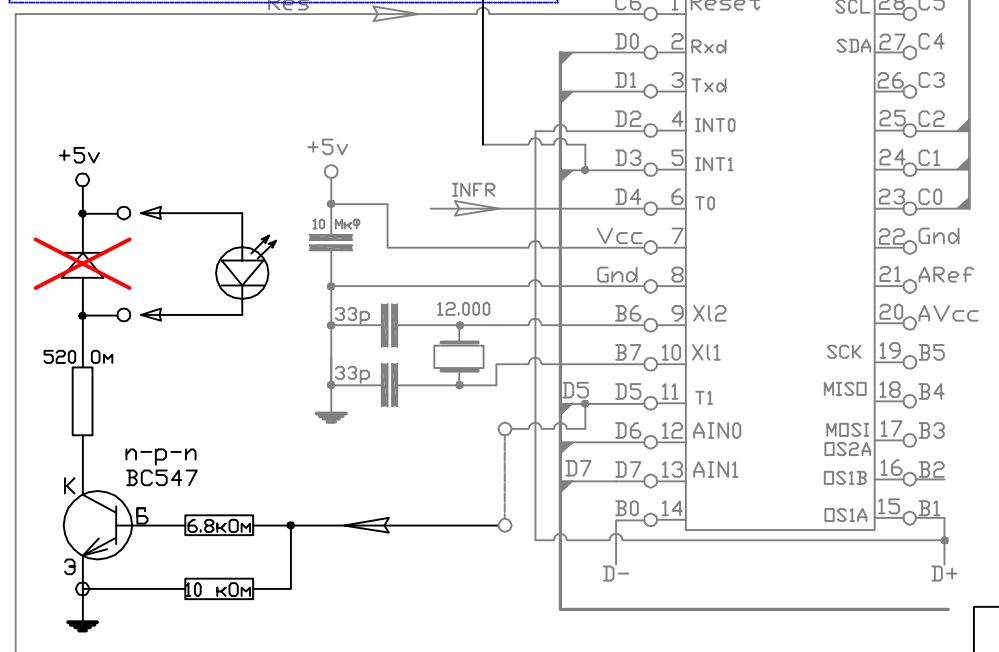 Res
C6 1 Reset
SCL 28 C5
D0 2 Rxd
SDA 27 C4
D1 3 Txd
26 C3
D2 4 INT0
25 C2
+5v
+5v
D3 5 INT1
24 C1
INFR
D4 6 T0
23 C0
10 Мкф
Vcc 7
22 Gnd
Gnd 8
21 ARef
33p
12.000
B6 9 Xl2
20 AVcc
520 Ом
33p
B7 10 Xl1
SCK 19 B5
D5
D5 11 T1
MISO 18 B4
D6 12 AIN0
MOSI 17 B3
OS2A
n-p-n
BC547
D7
D7 13 AIN1
OS1B 16 B2
К
Б
6.8кОм
B0 14
OS1A 15 B1
Э
10 кОм
D-
D+